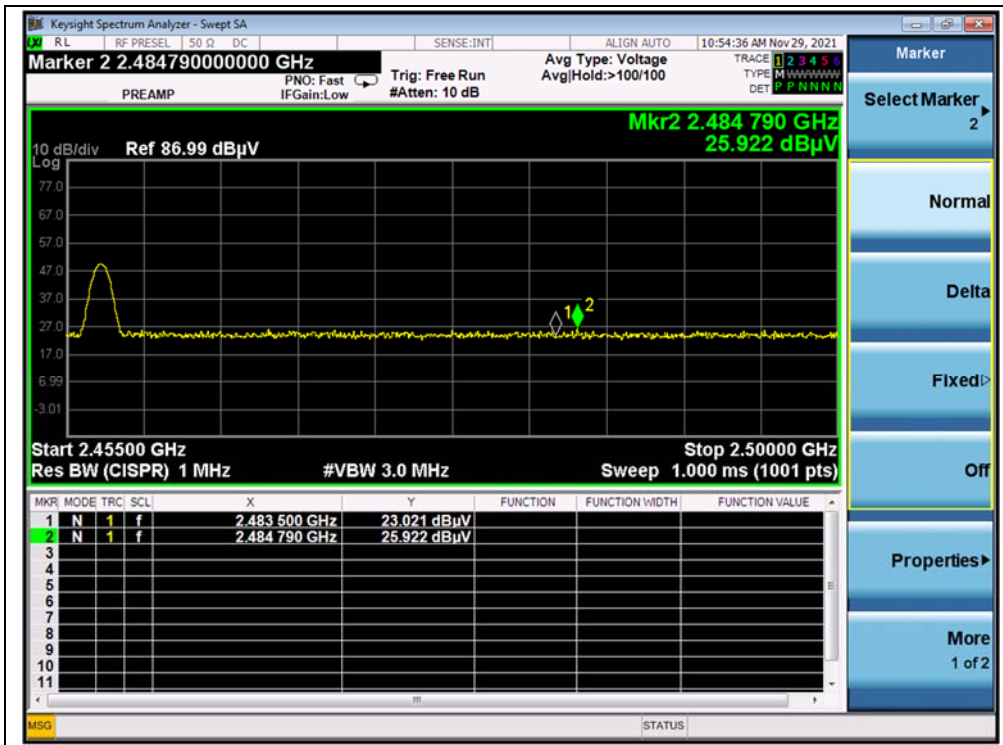 Keysight Spectrum Analyzer - Swept SA
LXI RL RF PRESEL 50 Ω DC SENSE:INT ALIGN AUTO 10:54:36 AM Nov 29, 2021
Marker 2 2.484790000000 GHz
PREAMP
PNO: Fast
IFGain:Low
Trig: Free Run
#Atten: 10 dB
Avg Type: Voltage
Avg|Hold:>100/100
TRACE 1 2 3 4 5 6
TYPE M WWWWW
DET P P N N N N
Mkr2 2.484 790 GHz
25.922 dBµV
10 dB/div Ref 86.99 dBµV
Log
77.0
67.0
57.0
47.0
37.0
27.0
17.0
6.99
-3.01
1 2
Start 2.45500 GHz Stop 2.50000 GHz
Res BW (CISPR) 1 MHz #VBW 3.0 MHz Sweep 1.000 ms (1001 pts)
MKR MODE TRC SCL X Y FUNCTION FUNCTION WIDTH FUNCTION VALUE
1 N 1 f 2.483 500 GHz 23.021 dBµV
2 N 1 f 2.484 790 GHz 25.922 dBµV
3
4
5
6
7
8
9
10
11
MSG STATUS
Marker
Select Marker
2
Normal
Delta
Fixed
Off
Properties
More
1 of 2